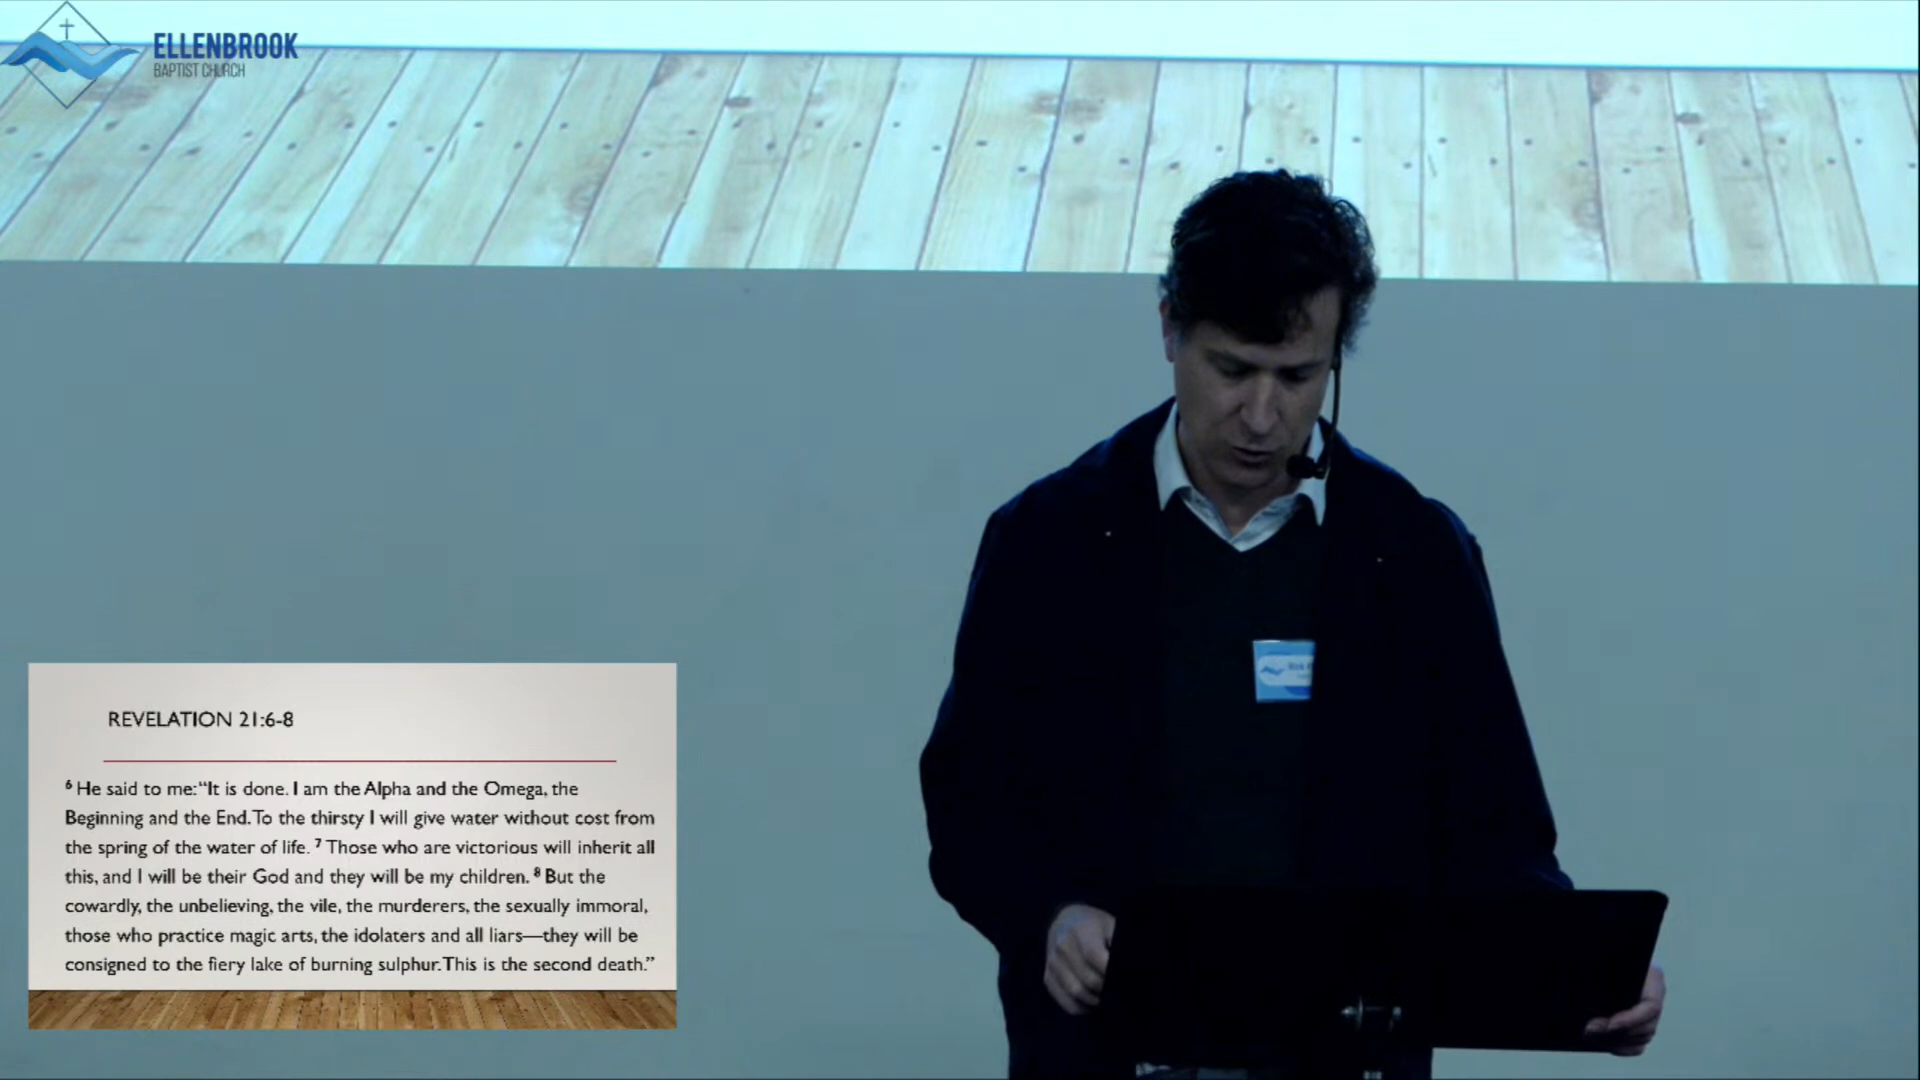 ELLENBROOK
BAPTIST CHURCH
REVELATION 21:6-8
⁶ He said to me: “It is done. I am the Alpha and the Omega, the
Beginning and the End. To the thirsty I will give water without cost from
the spring of the water of life. ⁷ Those who are victorious will inherit all
this, and I will be their God and they will be my children. ⁸ But the
cowardly, the unbelieving, the vile, the murderers, the sexually immoral,
those who practice magic arts, the idolaters and all liars—they will be
consigned to the fiery lake of burning sulphur. This is the second death.”